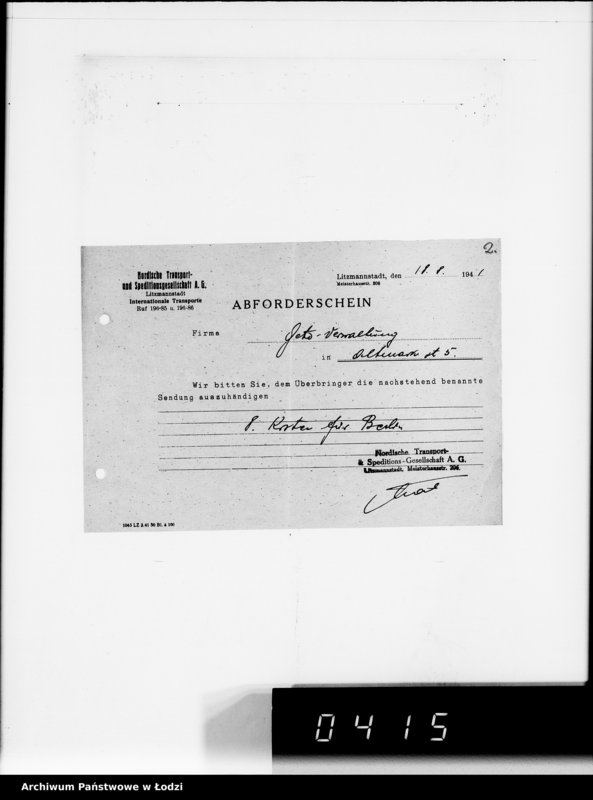 2.
Nordische Transport-
und Speditionsgesellschaft A. G.
Litzmannstadt
Internationale Transporte
Ruf 196-85 u. 196-86
Litzmannstadt, den 18. 8. 1941
Meisterhausstr. 206
ABFORDERSCHEIN
Firma Geto-Verwaltung
in Altmarkt 5.
Wir bitten Sie, dem Überbringer die nachstehend benannte
Sendung auszuhändigen
8. Kisten für Berlin
Nordische Transport-
& Speditions-Gesellschaft A. G.
Litzmannstadt, Meisterhausstr. 206.
0415
Archiwum Państwowe w Łodzi